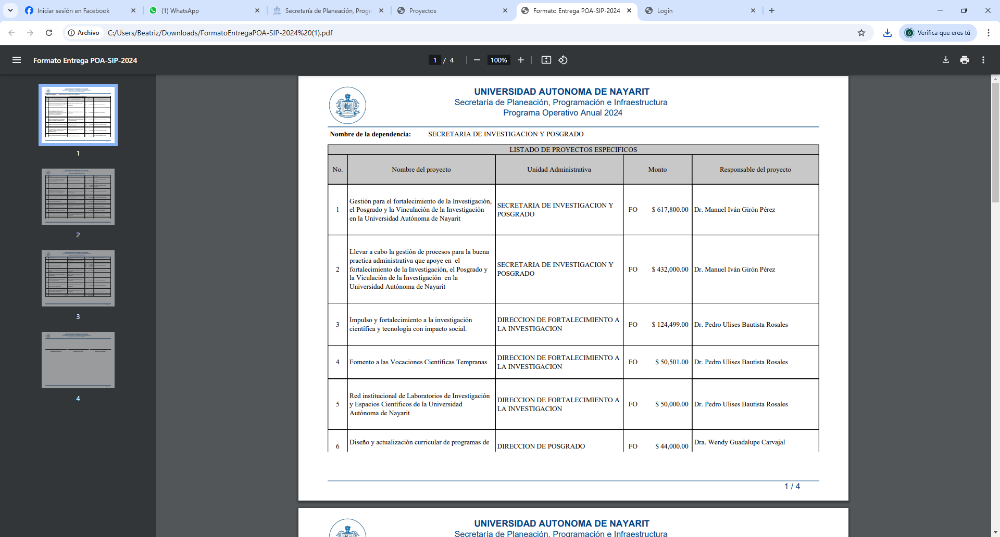 Iniciar sesión en Facebook
(1) WhatsApp
Secretaría de Planeación, Progra
Proyectos
Formato Entrega POA-SIP-2024
Login
Archivo
C:/Users/Beatriz/Downloads/FormatoEntregaPOA-SIP-2024%20(1).pdf
B
Verifica que eres tú
Formato Entrega POA-SIP-2024
1 / 4
100%
1
2
3
4
UNIVERSIDAD AUTONOMA DE NAYARIT
Secretaría de Planeación, Programación e Infraestructura
Programa Operativo Anual 2024
Nombre de la dependencia: SECRETARIA DE INVESTIGACION Y POSGRADO
LISTADO DE PROYECTOS ESPECIFICOS
No. Nombre del proyecto Unidad Administrativa Monto Responsable del proyecto
1
Gestión para el fortalecimiento de la Investigación,
el Posgrado y la Vinculación de la Investigación
en la Universidad Autónoma de Nayarit
SECRETARIA DE INVESTIGACION Y
POSGRADO
FO $ 617,800.00
Dr. Manuel Iván Girón Pérez
2
Llevar a cabo la gestión de procesos para la buena
practica administrativa que apoye en el
fortalecimiento de la Investigación, el Posgrado y
la Viculación de la Investigación en la
Universidad Autónoma de Nayarit
SECRETARIA DE INVESTIGACION Y
POSGRADO
FO $ 432,000.00
Dr. Manuel Iván Girón Pérez
3
Impulso y fortalecimiento a la investigación
científica y tecnología con impacto social.
DIRECCION DE FORTALECIMIENTO A
LA INVESTIGACION
FO $ 124,499.00
Dr. Pedro Ulises Bautista Rosales
4
Fomento a las Vocaciones Científicas Tempranas
DIRECCION DE FORTALECIMIENTO A
LA INVESTIGACION
FO $ 50,501.00
Dr. Pedro Ulises Bautista Rosales
5
Red institucional de Laboratorios de Investigación
y Espacios Científicos de la Universidad
Autónoma de Nayarit
DIRECCION DE FORTALECIMIENTO A
LA INVESTIGACION
FO $ 50,000.00
Dr. Pedro Ulises Bautista Rosales
6
Diseño y actualización curricular de programas de
DIRECCION DE POSGRADO
FO $ 44,000.00
Dra. Wendy Guadalupe Carvajal
1 / 4
UNIVERSIDAD AUTONOMA DE NAYARIT
Secretaría de Planeación, Programación e Infraestructura